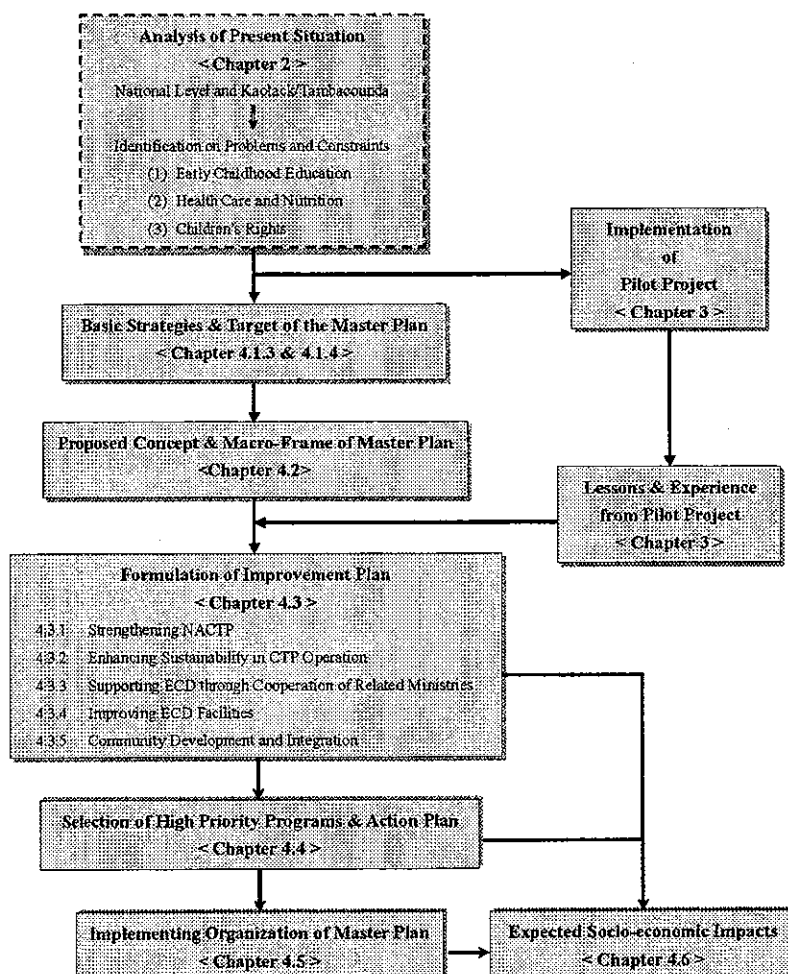 Analysis of Present Situation
< Chapter 2 >
National Level and Kaolack/Tambacounda
Identification on Problems and Constraints
(1) Early Childhood Education
(2) Health Care and Nutrition
(3) Children's Rights
Implementation
of
Pilot Project
< Chapter 3 >
Basic Strategies & Target of the Master Plan
< Chapter 4.1.3 & 4.1.4 >
Proposed Concept & Macro-Frame of Master Plan
<Chapter 4.2>
Lessons & Experience
from Pilot Project
< Chapter 3 >
Formulation of Improvement Plan
< Chapter 4.3 >
4.3.1 Strengthening NACTP
4.3.2 Enhancing Sustainability in CTP Operation
4.3.3 Supporting ECD through Cooperation of Related Ministries
4.3.4 Improving ECD Facilities
4.3.5 Community Development and Integration
Selection of High Priority Programs & Action Plan
< Chapter 4.4 >
Implementing Organization of Master Plan
< Chapter 4.5 >
Expected Socio-economic Impacts
< Chapter 4.6 >